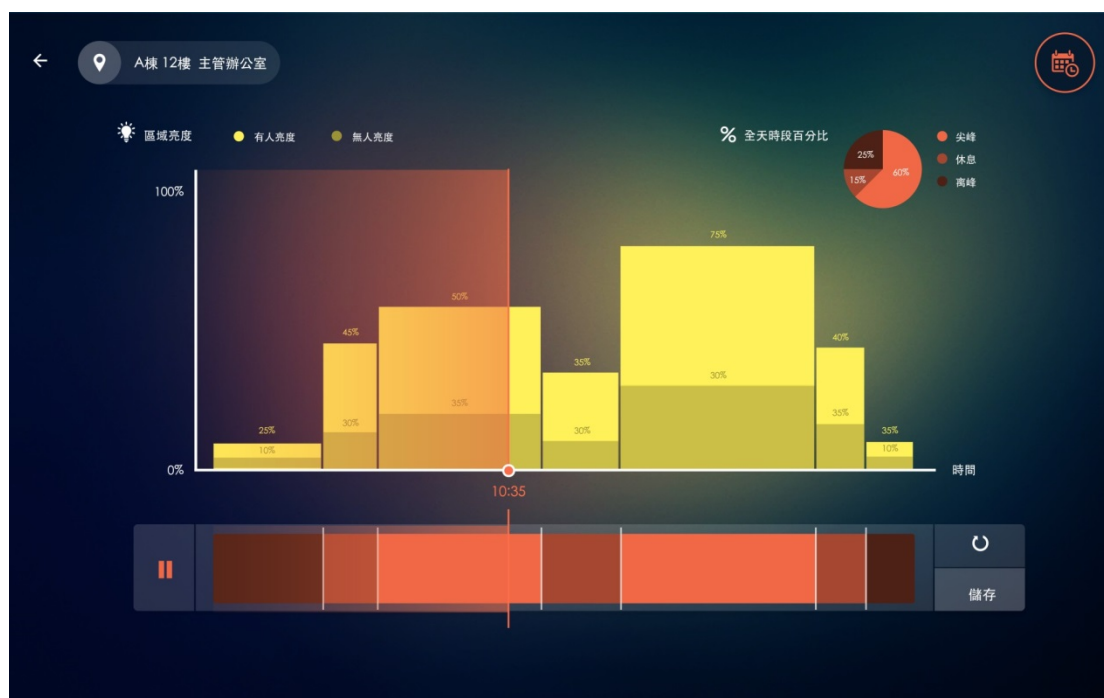 A棟 12樓 主管辦公室
區域亮度
有人亮度
無人亮度
% 全天時段百分比
25%
15%
60%
尖峰
休息
离峰
100%
0%
25%
10%
45%
30%
50%
35%
35%
30%
75%
30%
40%
35%
35%
10%
時間
10:35
儲存